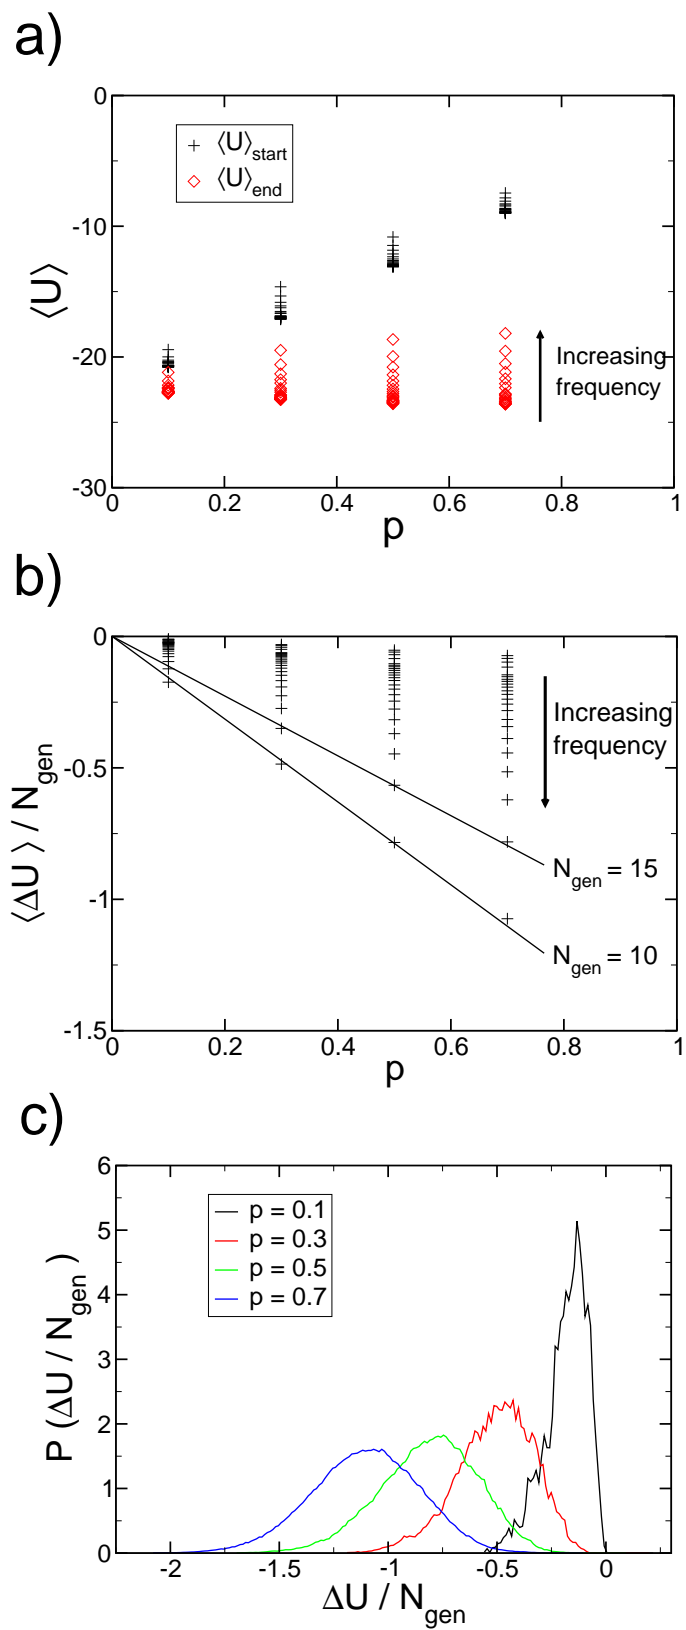 a)
0
-10
-20
-30
⟨U⟩
⟨U⟩start
⟨U⟩end
Increasing
frequency
0 0.2 0.4 0.6 0.8 1
p
b)
0
-0.5
-1
-1.5
⟨ΔU⟩ / Ngen
Increasing
frequency
Ngen = 15
Ngen = 10
0 0.2 0.4 0.6 0.8 1
p
c)
6
5
4
3
2
1
0
P (ΔU / Ngen)
p = 0.1
p = 0.3
p = 0.5
p = 0.7
-2 -1.5 -1 -0.5 0
ΔU / Ngen